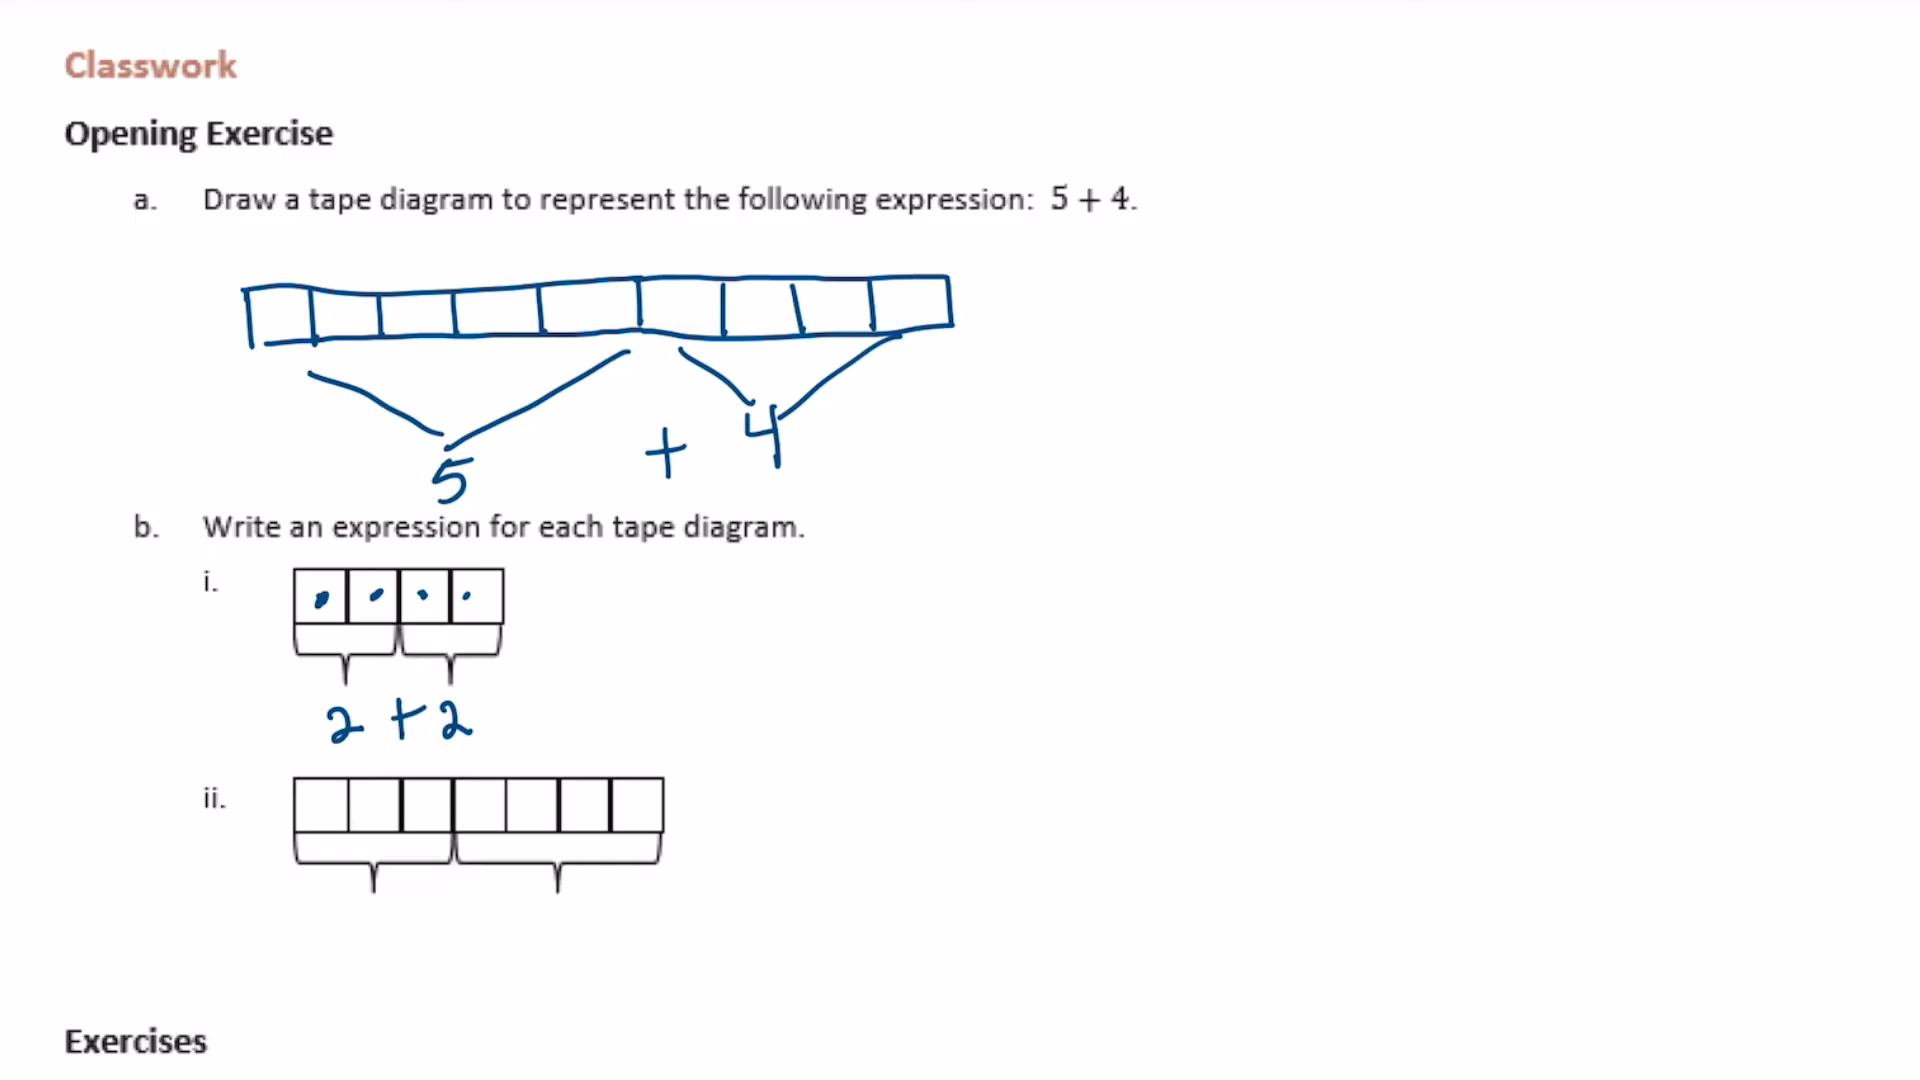 Classwork
Opening Exercise
a. Draw a tape diagram to represent the following expression: 5 + 4.
5 + 4
b. Write an expression for each tape diagram.
i.
2 + 2
ii.
Exercises